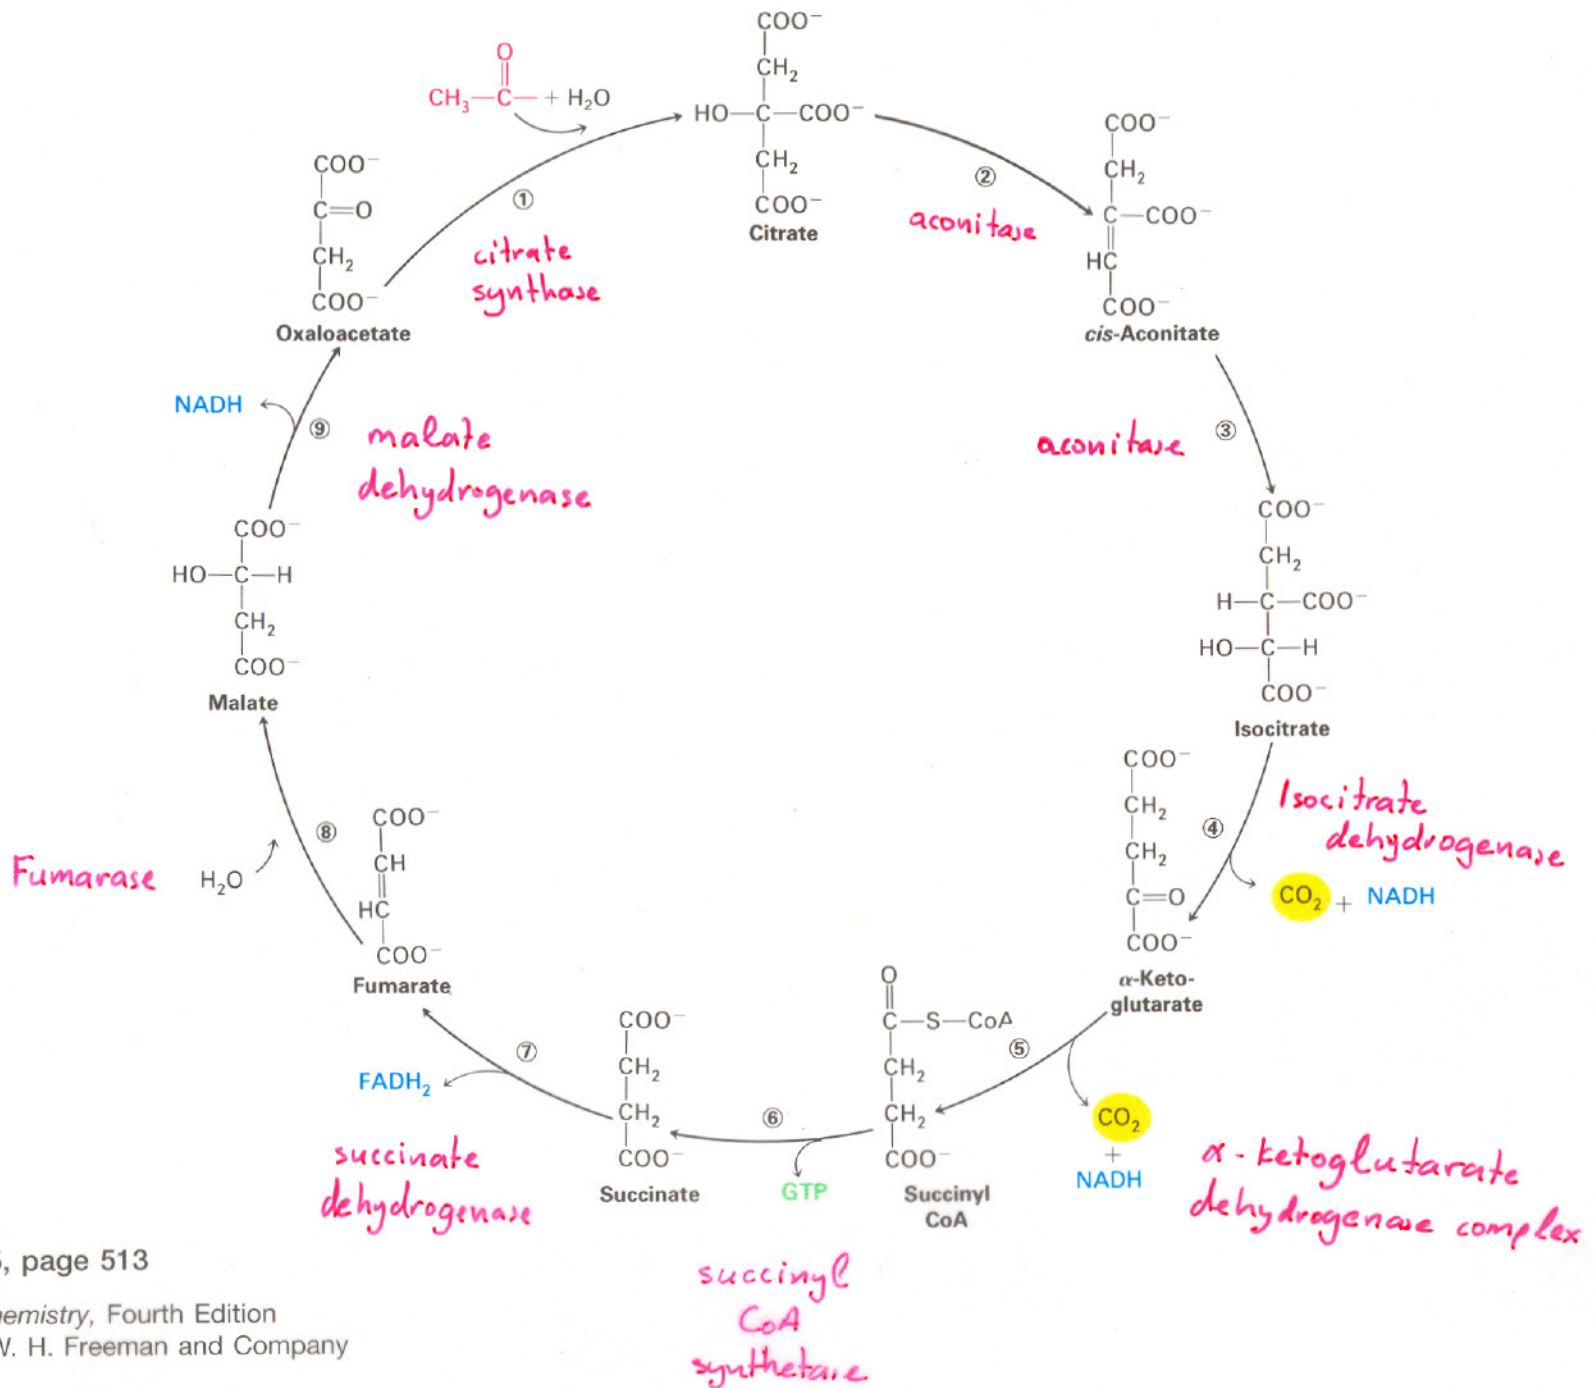 COO⁻
CH₂
HO—C—COO⁻
CH₂
COO⁻
Citrate
O
CH₃—C— + H₂O
①
citrate
synthase
②
aconitase
COO⁻
CH₂
C—COO⁻
HC
COO⁻
cis-Aconitate
③
aconitase
COO⁻
CH₂
H—C—COO⁻
HO—C—H
COO⁻
Isocitrate
④
Isocitrate
dehydrogenase
CO₂ + NADH
COO⁻
CH₂
CH₂
C=O
COO⁻
α-Keto-
glutarate
⑤
CO₂
+
NADH
α-ketoglutarate
dehydrogenase complex
O
C—S—CoA
CH₂
CH₂
COO⁻
Succinyl
CoA
⑥
GTP
succinyl
CoA
synthetase
COO⁻
CH₂
CH₂
COO⁻
Succinate
⑦
FADH₂
succinate
dehydrogenase
COO⁻
CH
HC
COO⁻
Fumarate
⑧
Fumarase
H₂O
COO⁻
HO—C—H
CH₂
COO⁻
Malate
⑨
NADH
malate
dehydrogenase
COO⁻
C=O
CH₂
COO⁻
Oxaloacetate
, page 513
emistry, Fourth Edition
W. H. Freeman and Company